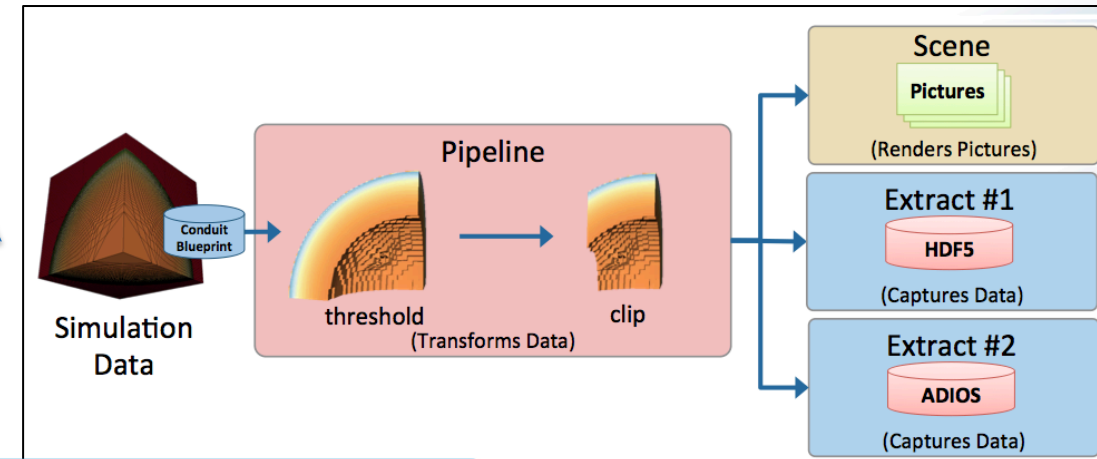 Simulation
Data
Conduit
Blueprint
Pipeline
threshold
clip
(Transforms Data)
Scene
Pictures
(Renders Pictures)
Extract #1
HDF5
(Captures Data)
Extract #2
ADIOS
(Captures Data)